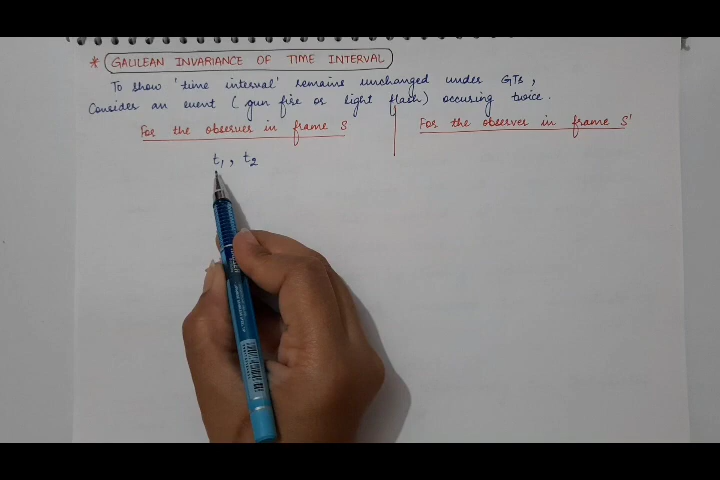 * GALILEAN INVARIANCE OF TIME INTERVAL
To show 'time interval' remains unchanged under GTs,
Consider an event (gun fire or light flash) occuring twice.
For the observer in frame S
For the observer in frame S'
t₁, t₂